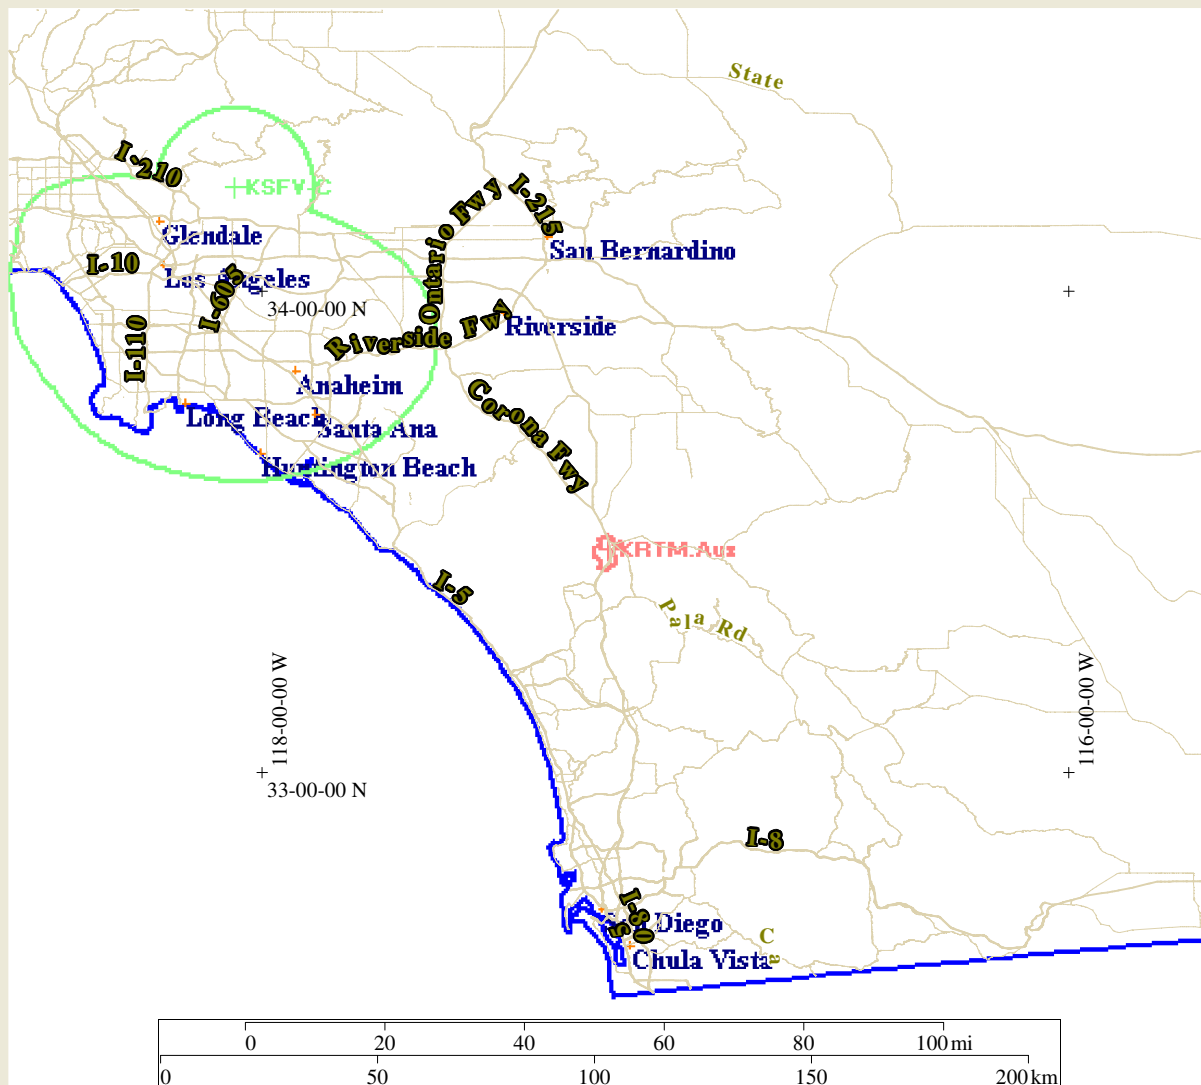 State
I-210
KSFV-C
Ontario Fwy
I-215
Glendale
San Bernardino
I-10
Los Angeles
I-605
34-00-00 N
Riverside
Riverside Fwy
I-110
Anaheim
Corona Fwy
Long Beach
Santa Ana
Huntington Beach
KRTM.Aux
I-5
Pala Rd
118-00-00 W
116-00-00 W
33-00-00 N
I-8
San Diego
Chula Vista
Ca
0 20 40 60 80 100 mi
0 50 100 150 200 km